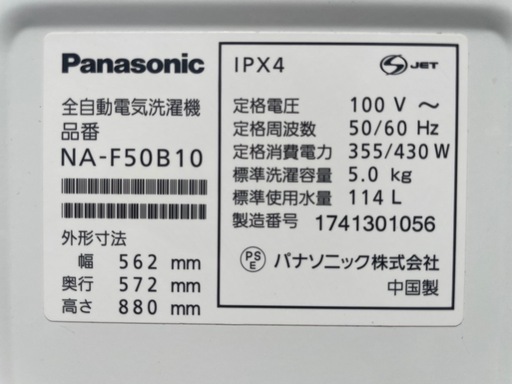 Panasonic
全自動電気洗濯機
品番
NA-F50B10
外形寸法
幅 562 mm
奥行 572 mm
高さ 880 mm
IPX4
S JET
定格電圧 100 V ～
定格周波数 50/60 Hz
定格消費電力 355/430 W
標準洗濯容量 5.0 kg
標準使用水量 114 L
製造番号 1741301056
PS E パナソニック株式会社
中国製